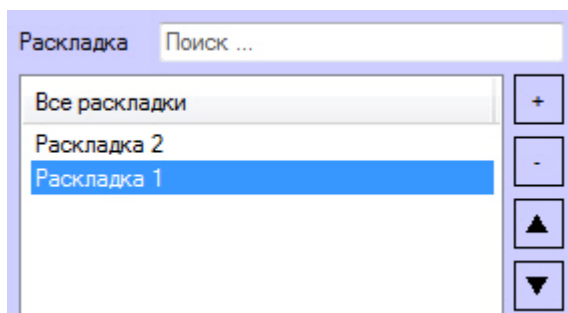 Раскладка Поиск ...
Все раскладки +
Раскладка 2
Раскладка 1
-
▲
▼